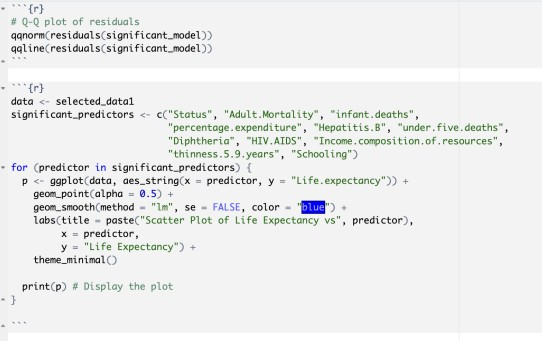 ```{r}
# Q-Q plot of residuals
qqnorm(residuals(significant_model))
qqline(residuals(significant_model))
```
```{r}
data <- selected_data1
significant_predictors <- c("Status", "Adult.Mortality", "infant.deaths",
"percentage.expenditure", "Hepatitis.B", "under.five.deaths",
"Diphtheria", "HIV.AIDS", "Income.composition.of.resources",
"thinness.5.9.years", "Schooling")
for (predictor in significant_predictors) {
p <- ggplot(data, aes_string(x = predictor, y = "Life.expectancy")) +
geom_point(alpha = 0.5) +
geom_smooth(method = "lm", se = FALSE, color = "blue") +
labs(title = paste("Scatter Plot of Life Expectancy vs", predictor),
x = predictor,
y = "Life Expectancy") +
theme_minimal()
print(p) # Display the plot
}
```